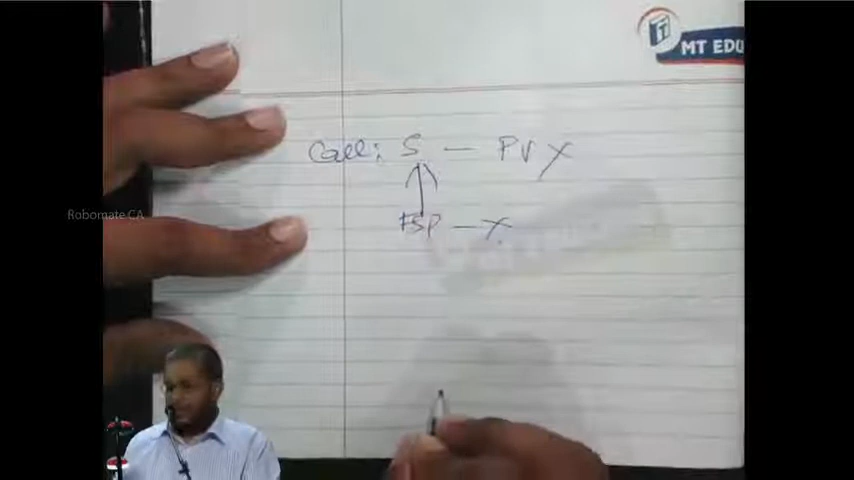 MT EDU
Call: S — PV X
FSP — X
Robomate CA